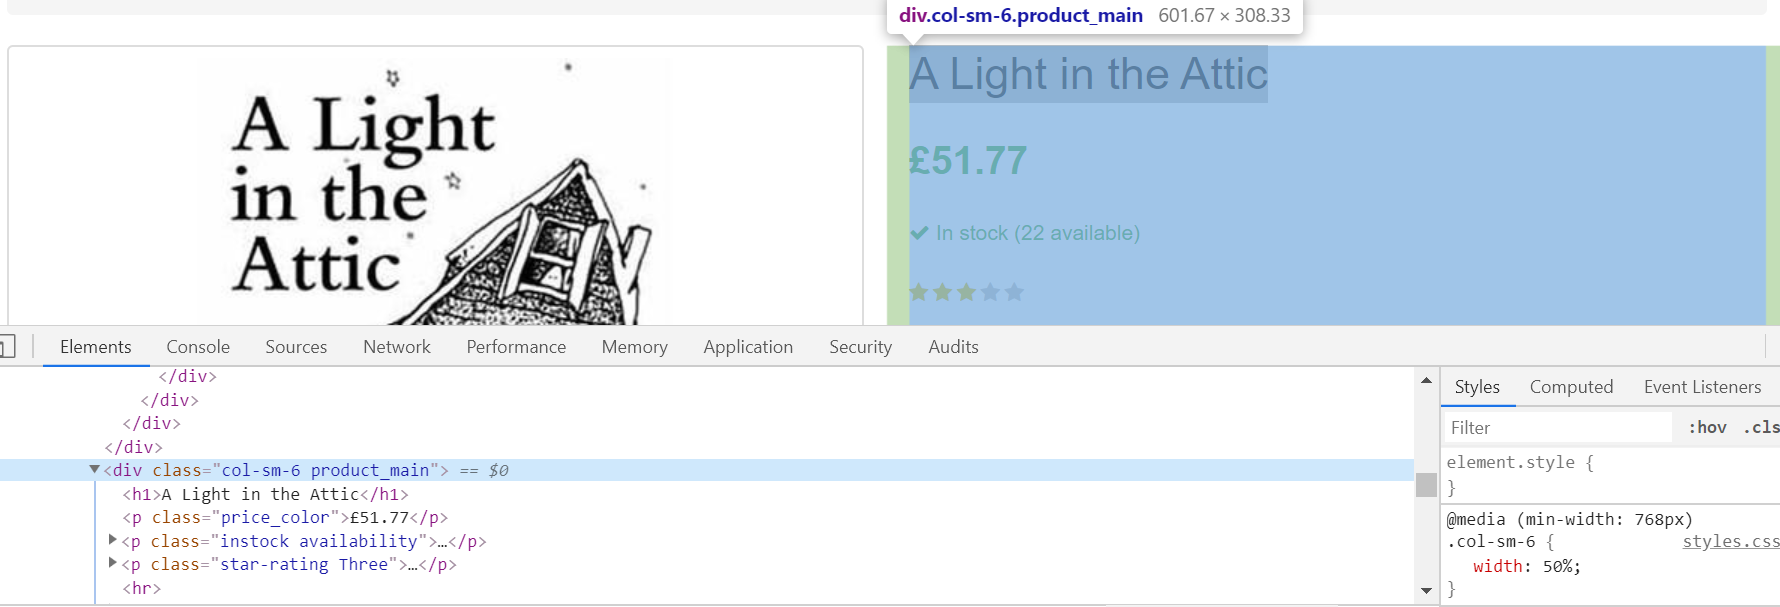 div.col-sm-6.product_main 601.67 × 308.33
A Light
in the
Attic
A Light in the Attic
£51.77
In stock (22 available)
Elements Console Sources Network Performance Memory Application Security Audits
</div>
</div>
</div>
</div>
<div class="col-sm-6 product_main"> == $0
<h1>A Light in the Attic</h1>
<p class="price_color">£51.77</p>
<p class="instock availability">…</p>
<p class="star-rating Three">…</p>
<hr>
Styles Computed Event Listeners
Filter :hov .cls
element.style {
}
@media (min-width: 768px)
.col-sm-6 { styles.css
width: 50%;
}